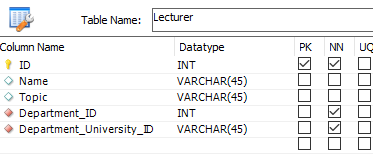 Table Name: Lecturer
Column Name Datatype PK NN UQ
ID INT
Name VARCHAR(45)
Topic VARCHAR(45)
Department_ID INT
Department_University_ID VARCHAR(45)